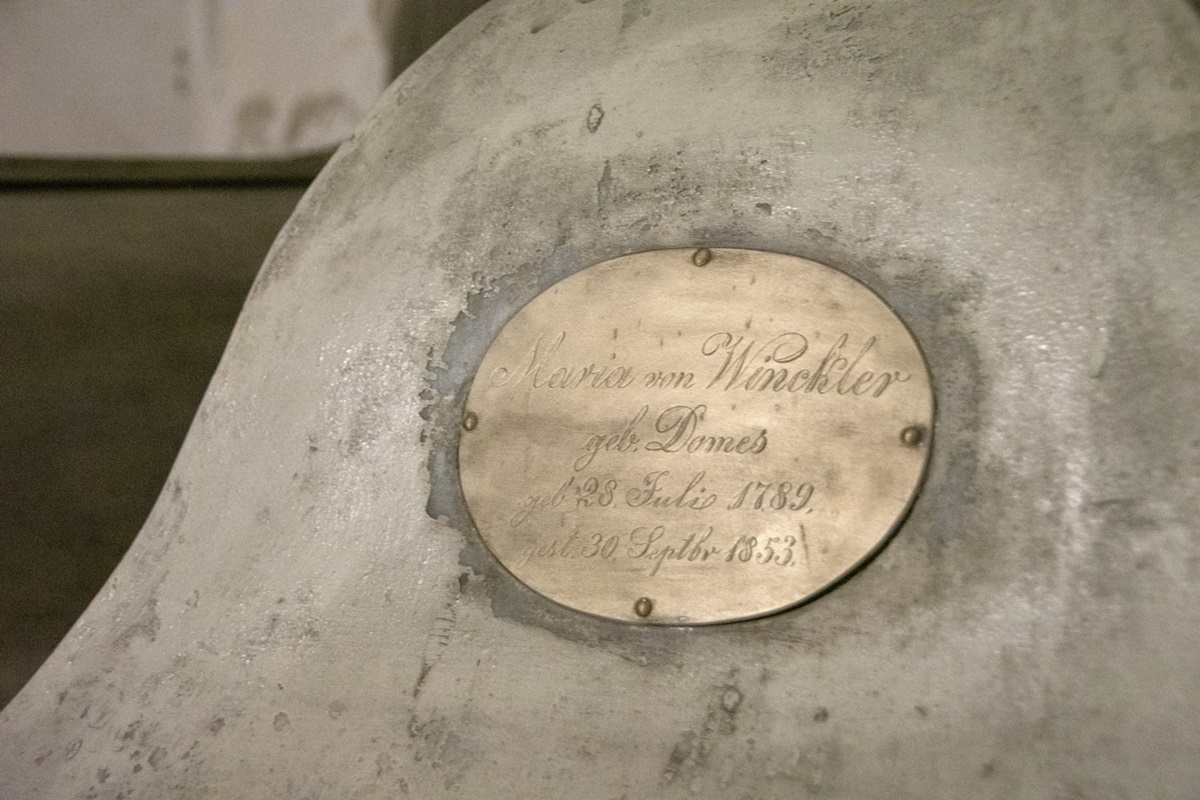 Maria von Winckler
geb. Domes
geb 28. Juli 1789.
gest. 30. Septbr 1853.